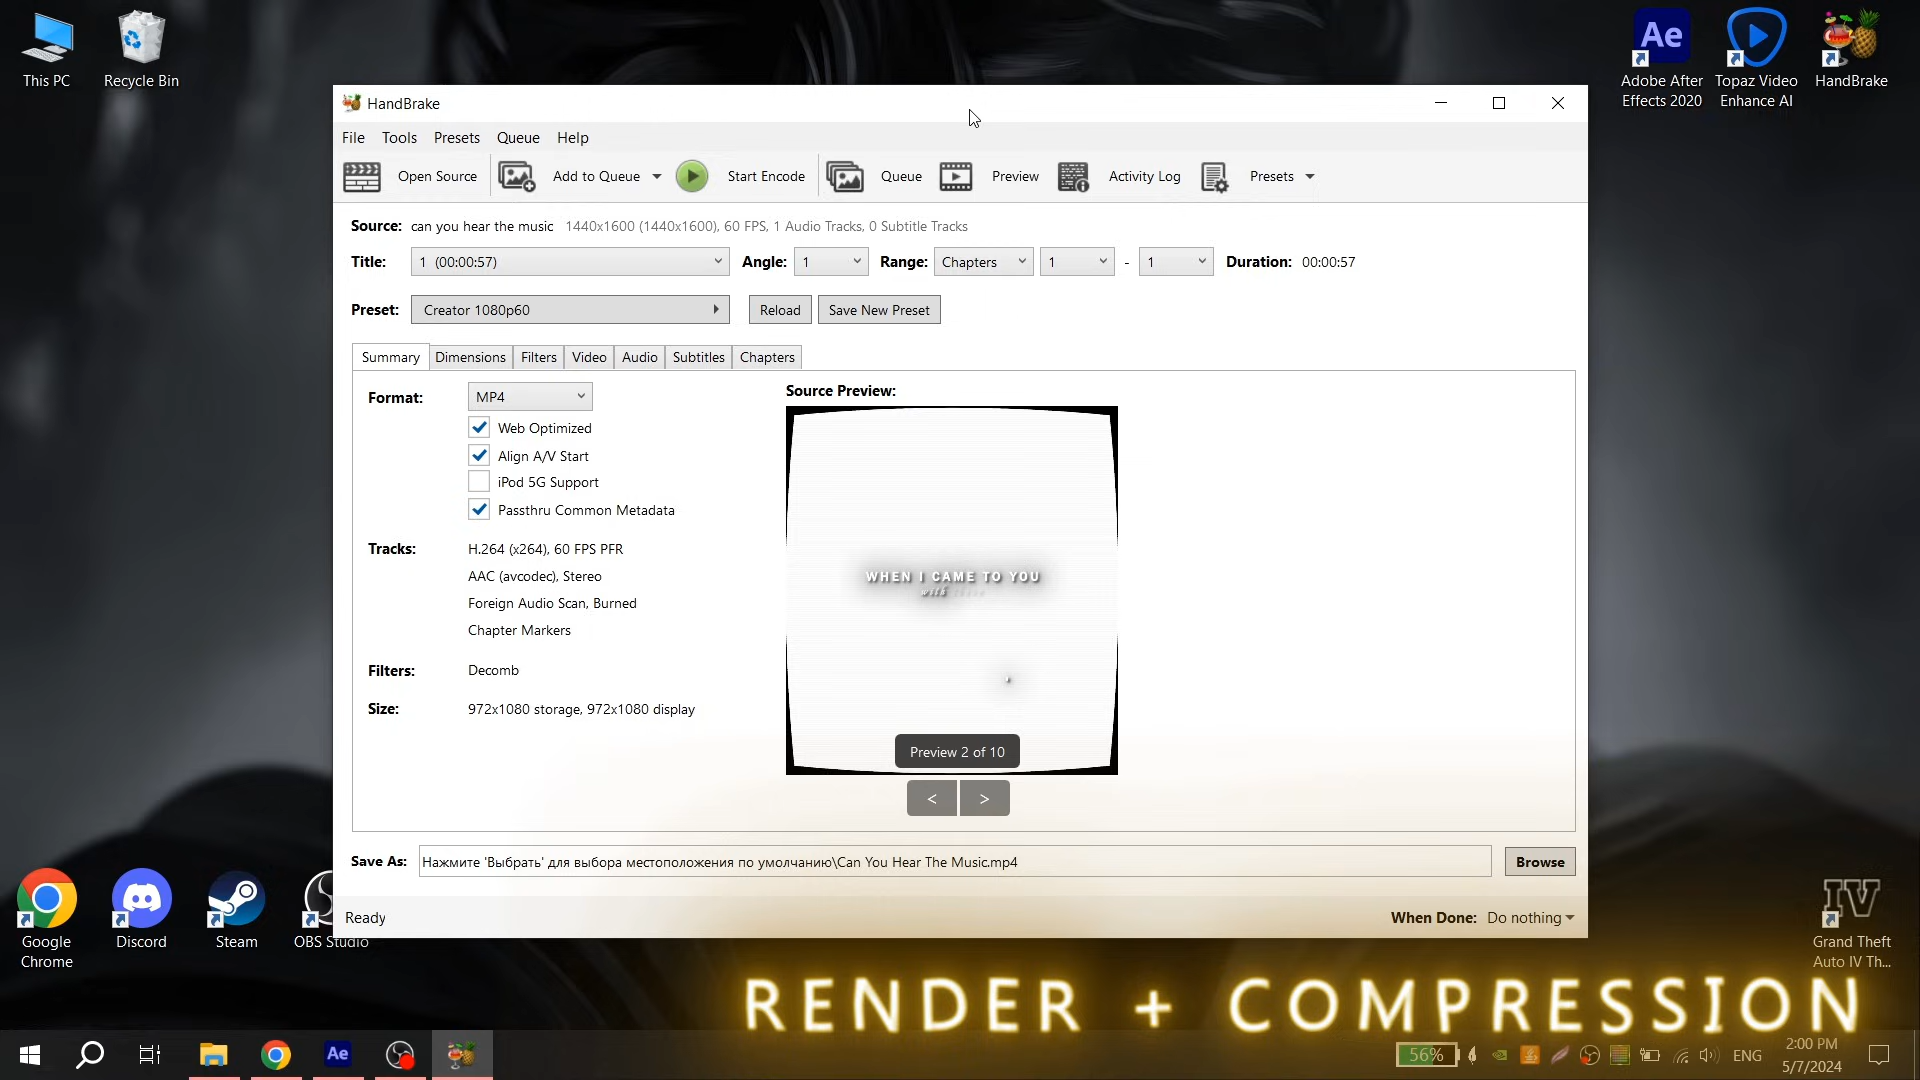 This PC
Recycle Bin
Adobe After
Effects 2020
Topaz Video
Enhance AI
HandBrake
HandBrake
File Tools Presets Queue Help
Open Source Add to Queue Start Encode Queue Preview Activity Log Presets
Source: can you hear the music 1440x1600 (1440x1600), 60 FPS, 1 Audio Tracks, 0 Subtitle Tracks
Title: 1 (00:00:57) Angle: 1 Range: Chapters 1 - 1 Duration: 00:00:57
Preset: Creator 1080p60 Reload Save New Preset
Summary Dimensions Filters Video Audio Subtitles Chapters
Format: MP4
Web Optimized
Align A/V Start
iPod 5G Support
Passthru Common Metadata
Tracks: H.264 (x264), 60 FPS PFR
AAC (avcodec), Stereo
Foreign Audio Scan, Burned
Chapter Markers
Filters: Decomb
Size: 972x1080 storage, 972x1080 display
Source Preview:
WHEN I CAME TO YOU
with
Preview 2 of 10
< >
Save As: Нажмите 'Выбрать' для выбора местоположения по умолчанию\Can You Hear The Music.mp4 Browse
Ready When Done: Do nothing
Google
Chrome
Discord
Steam
OBS Studio
IV
Grand Theft
Auto IV Th...
RENDER + COMPRESSION
Ae
Ae
56%
ENG
2:00 PM
5/7/2024